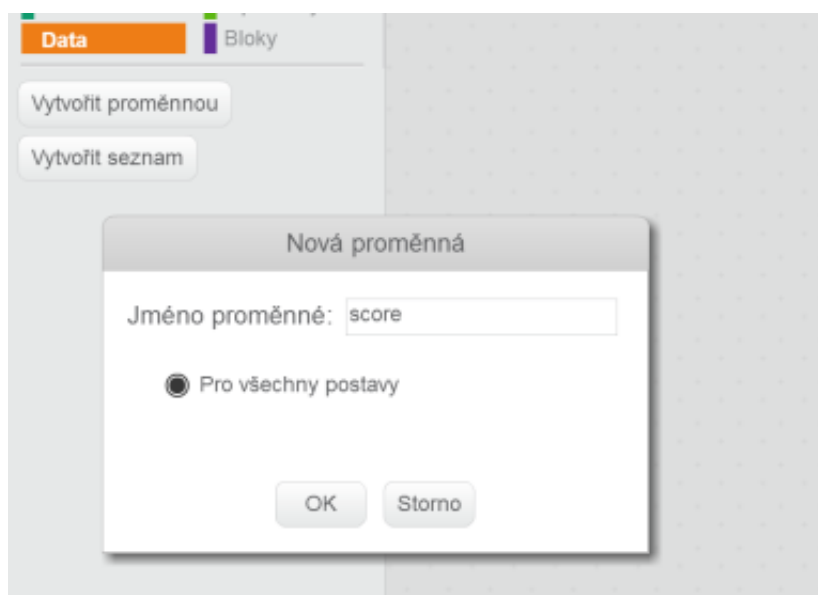 Data Bloky
Vytvořit proměnnou
Vytvořit seznam
Nová proměnná
Jméno proměnné: score
Pro všechny postavy
OK Storno